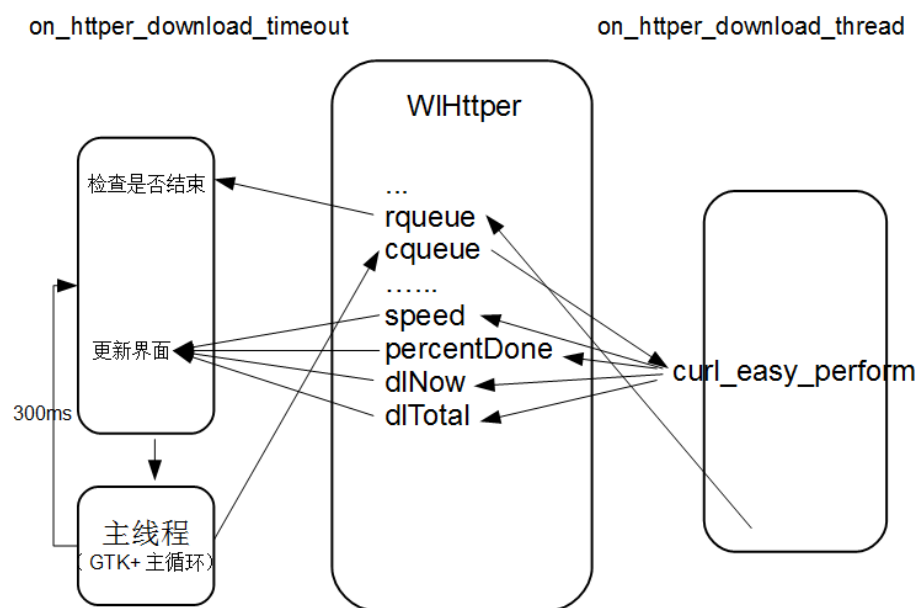 on_httper_download_timeout
on_httper_download_thread
WlHttper
检查是否结束
...
rqueue
cqueue
……
speed
更新界面
percentDone
dlNow
dlTotal
curl_easy_perform
300ms
主线程
（ GTK+ 主循环）